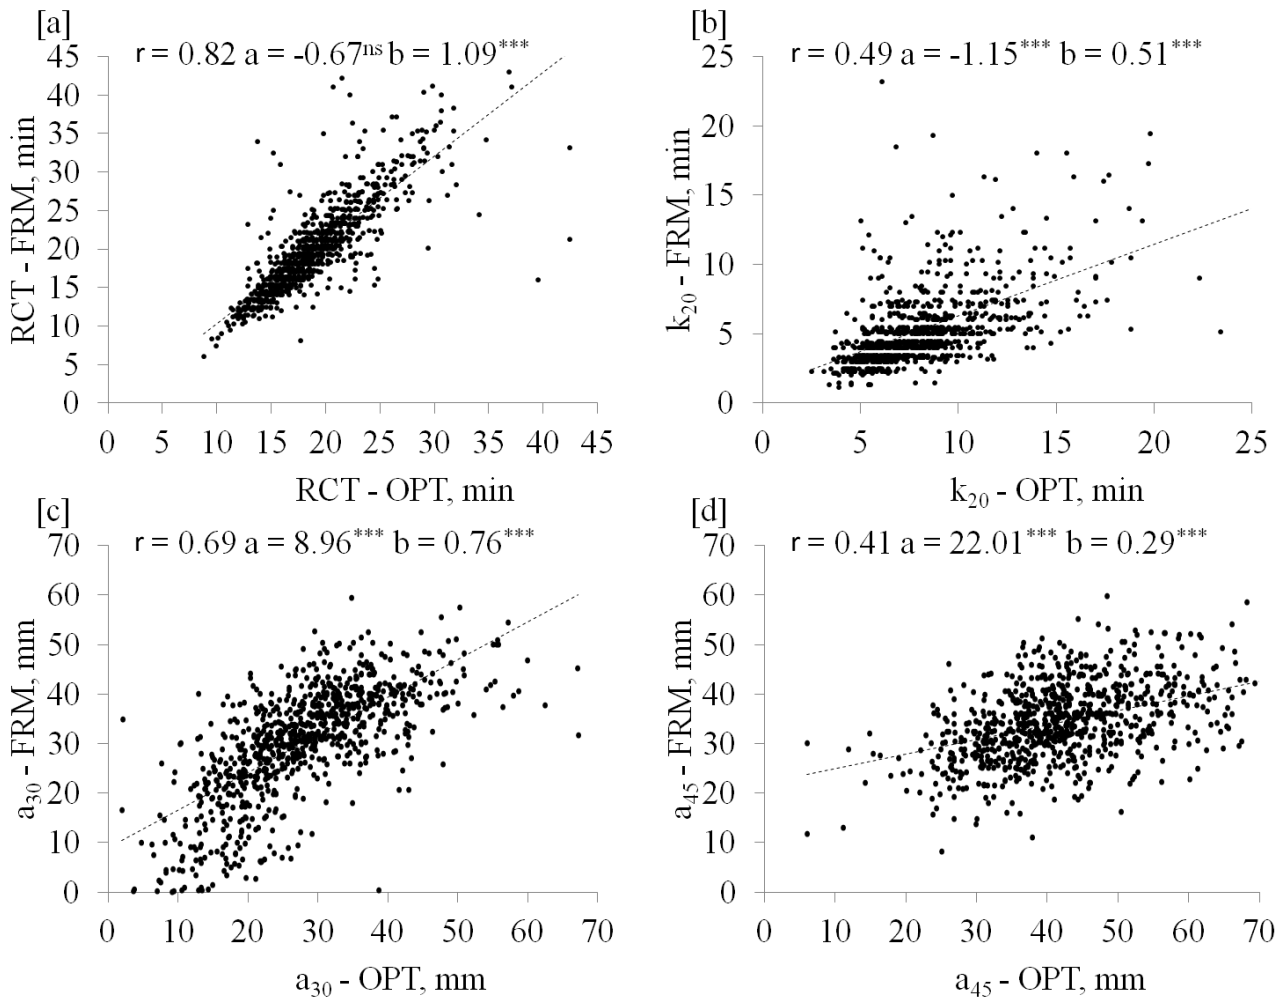 [a]
r = 0.82 a = -0.67ns b = 1.09***
45
40
35
30
25
20
15
10
5
0
RCT - FRM, min
0 5 10 15 20 25 30 35 40 45
RCT - OPT, min
[b]
r = 0.49 a = -1.15*** b = 0.51***
25
20
15
10
5
0
k20 - FRM, min
0 5 10 15 20 25
k20 - OPT, min
[c]
r = 0.69 a = 8.96*** b = 0.76***
70
60
50
40
30
20
10
0
a30 - FRM, mm
0 10 20 30 40 50 60 70
a30 - OPT, mm
[d]
r = 0.41 a = 22.01*** b = 0.29***
70
60
50
40
30
20
10
0
a45 - FRM, mm
0 10 20 30 40 50 60 70
a45 - OPT, mm